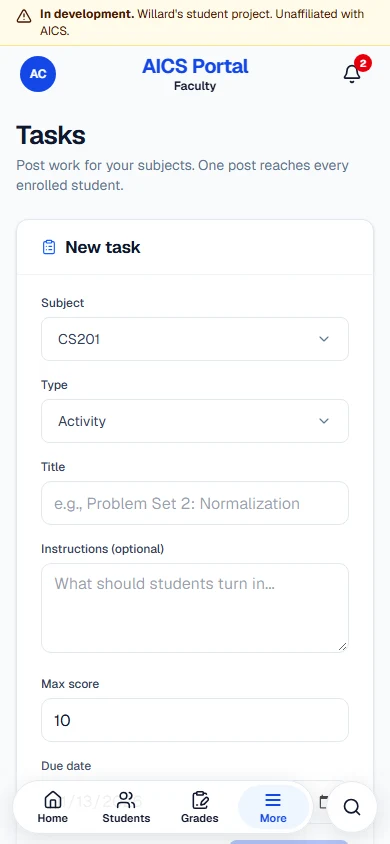 In development. Willard's student project. Unaffiliated with
AICS.
AC
AICS Portal
Faculty
2
Tasks
Post work for your subjects. One post reaches every
enrolled student.
New task
Subject
CS201
Type
Activity
Title
e.g., Problem Set 2: Normalization
Instructions (optional)
What should students turn in...
Max score
10
Due date
Home
Students
Grades
More